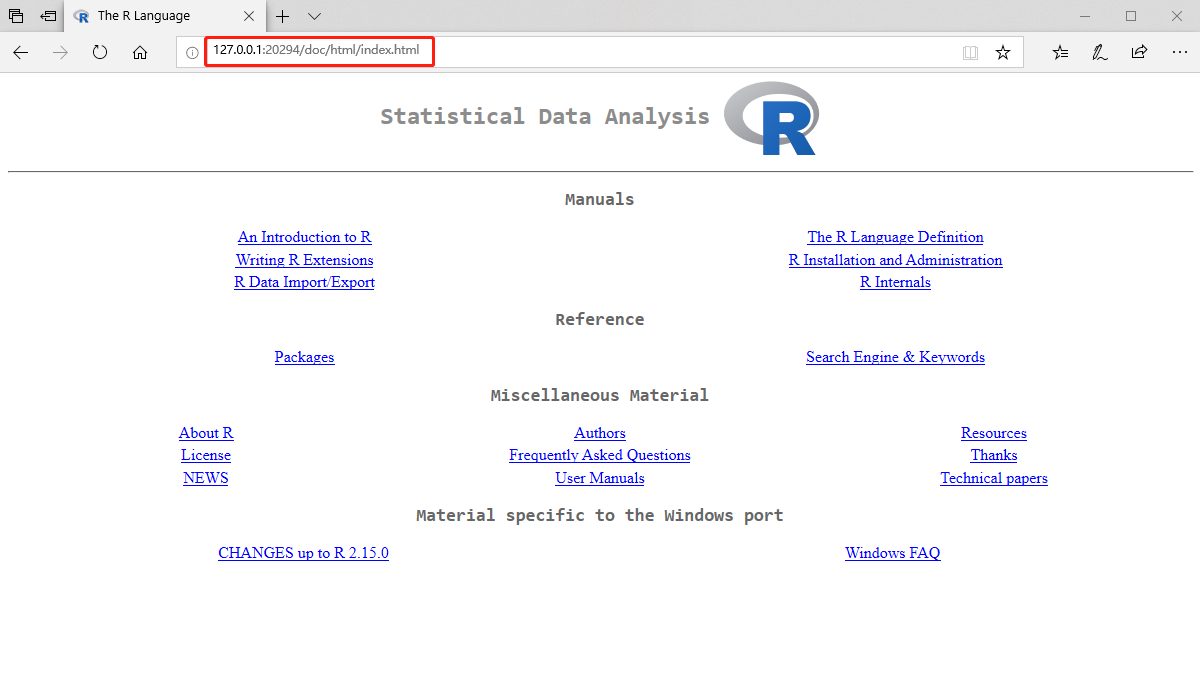 The R Language
127.0.0.1:20294/doc/html/index.html
Statistical Data Analysis R
Manuals
An Introduction to R The R Language Definition
Writing R Extensions R Installation and Administration
R Data Import/Export R Internals
Reference
Packages Search Engine & Keywords
Miscellaneous Material
About R Authors Resources
License Frequently Asked Questions Thanks
NEWS User Manuals Technical papers
Material specific to the Windows port
CHANGES up to R 2.15.0 Windows FAQ